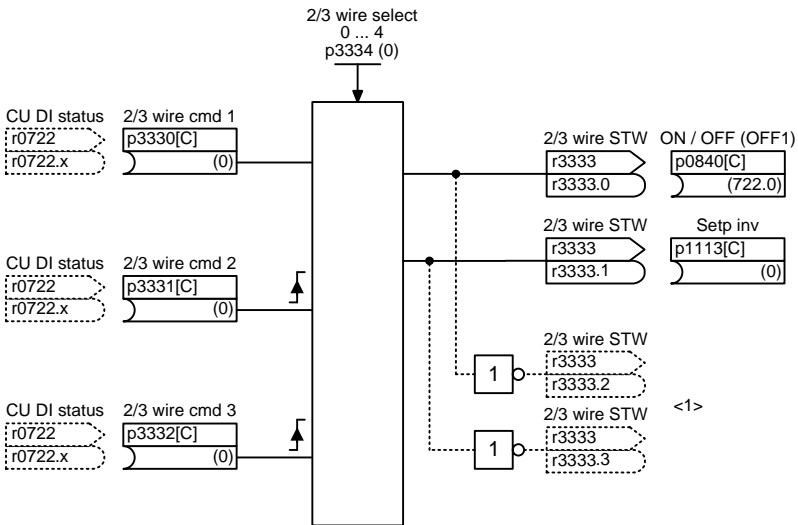 2/3 wire select
0 ... 4
p3334 (0)
CU DI status
r0722
r0722.x
2/3 wire cmd 1
p3330[C]
(0)
2/3 wire STW
r3333
r3333.0
ON / OFF (OFF1)
p0840[C]
(722.0)
2/3 wire STW
r3333
r3333.1
Setp inv
p1113[C]
(0)
CU DI status
r0722
r0722.x
2/3 wire cmd 2
p3331[C]
(0)
1
2/3 wire STW
r3333
r3333.2
<1>
CU DI status
r0722
r0722.x
2/3 wire cmd 3
p3332[C]
(0)
1
2/3 wire STW
r3333
r3333.3